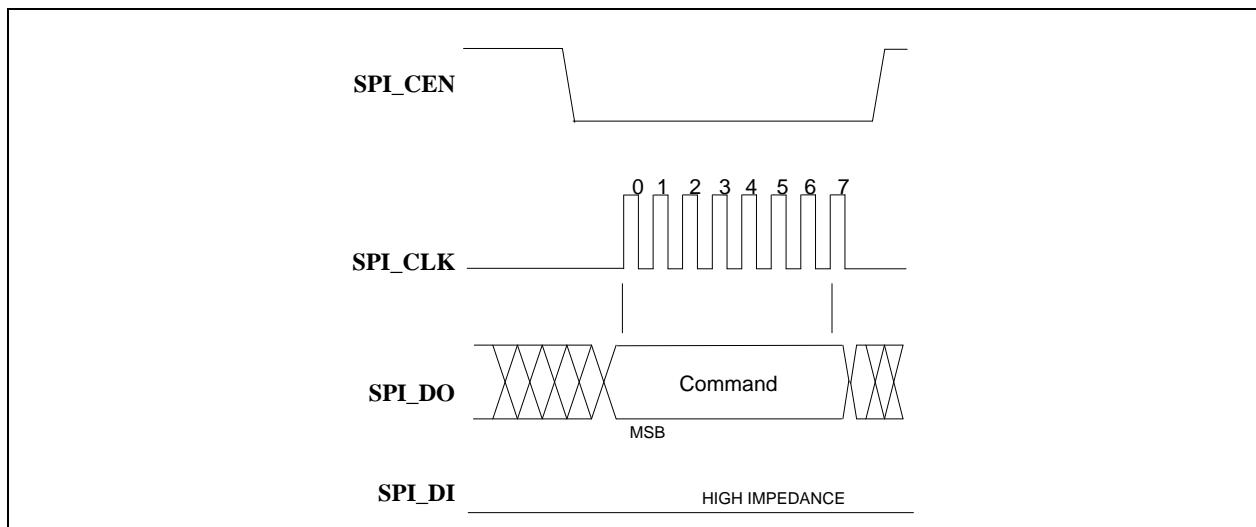 SPI_CEN
0 1 2 3 4 5 6 7
SPI_CLK
Command
SPI_DO
MSB
SPI_DI
HIGH IMPEDANCE